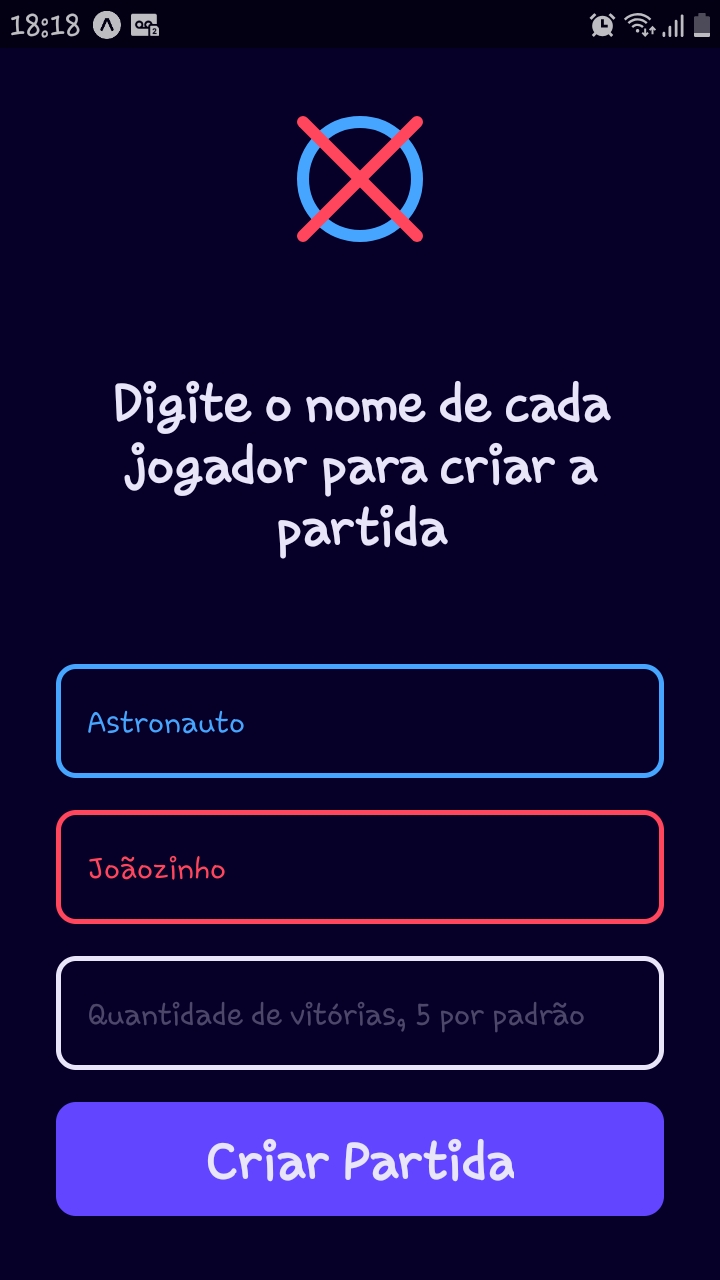 18:18
Digite o nome de cada
jogador para criar a
partida
Astronauto
Joãozinho
Quantidade de vitórias, 5 por padrão
Criar Partida